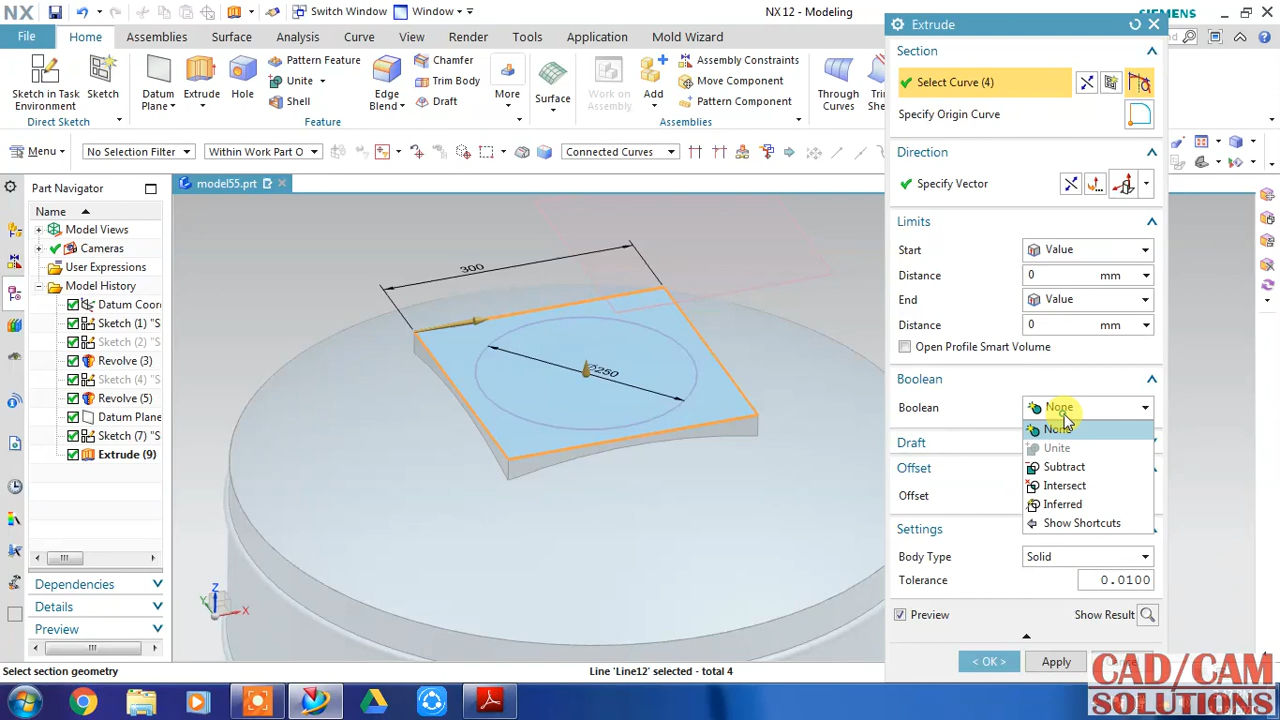 NX Switch Window Window NX 12 - Modeling SIEMENS
File Home Assemblies Surface Analysis Curve View Render Tools Application Mold Wizard
Sketch in Task Environment Sketch Direct Sketch
Datum Plane Extrude Hole Pattern Feature Unite Shell Edge Blend Chamfer Trim Body Draft More Feature
Surface
Work on Assembly Add Assembly Constraints Move Component Pattern Component Assemblies
Through Curves
Menu No Selection Filter Within Work Part O Connected Curves
Part Navigator
model55.prt
Name
Model Views
Cameras
User Expressions
Model History
Datum Coor
Sketch (1) "S
Sketch (2) "S
Revolve (3)
Sketch (4) "S
Revolve (5)
Datum Plane
Sketch (7) "S
Extrude (9)
Dependencies
Details
Preview
300
∅250
Z
Y
X
Extrude
Section
Select Curve (4)
Specify Origin Curve
Direction
Specify Vector
Limits
Start Value
Distance 0 mm
End Value
Distance 0 mm
Open Profile Smart Volume
Boolean
Boolean None
None
Unite
Subtract
Intersect
Inferred
Show Shortcuts
Draft
Offset
Offset
Settings
Body Type Solid
Tolerance 0.0100
Preview Show Result
< OK > Apply
Select section geometry Line 'Line12' selected - total 4
CAD/CAM
SOLUTIONS